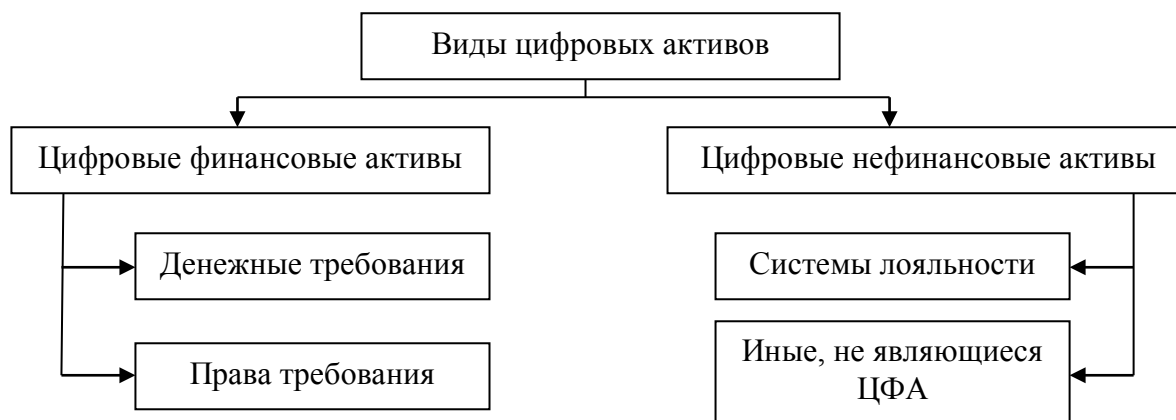 Виды цифровых активов
Цифровые финансовые активы
Цифровые нефинансовые активы
Денежные требования
Системы лояльности
Права требования
Иные, не являющиеся
ЦФА